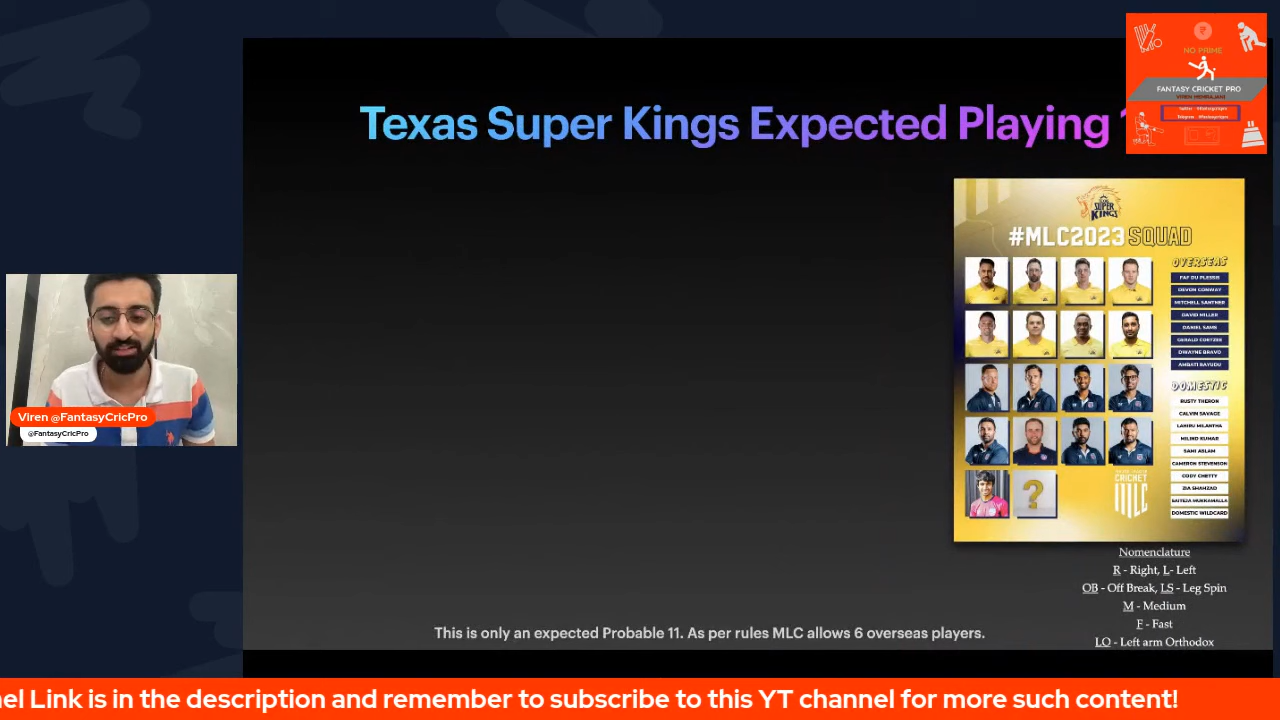 NO PRIME
FANTASY CRICKET PRO
Texas Super Kings Expected Playing
SUPER
KINGS
#MLC2023 SQUAD
OVERSEAS
FAF DU PLESSIS
DEVON CONWAY
MITCHELL SANTNER
DAVID MILLER
DANIEL SAMS
GERALD COETZEE
DWAYNE BRAVO
AMBATI RAYUDU
DOMESTIC
RUSTY THERON
CALVIN SAVAGE
LAHIRU MILANTHA
MILIND KUMAR
SAMI ASLAM
CAMERON STEVENSON
CODY CHETTY
ZIA SHAHZAD
SAITEJA MUKKAMALLA
DOMESTIC WILDCARD
?
CRICKET
MLC
Viren @FantasyCricPro
@FantasyCricPro
Nomenclature
R - Right, L- Left
OB - Off Break, LS - Leg Spin
M - Medium
F - Fast
LO - Left arm Orthodox
This is only an expected Probable 11. As per rules MLC allows 6 overseas players.
nel Link is in the description and remember to subscribe to this YT channel for more such content!